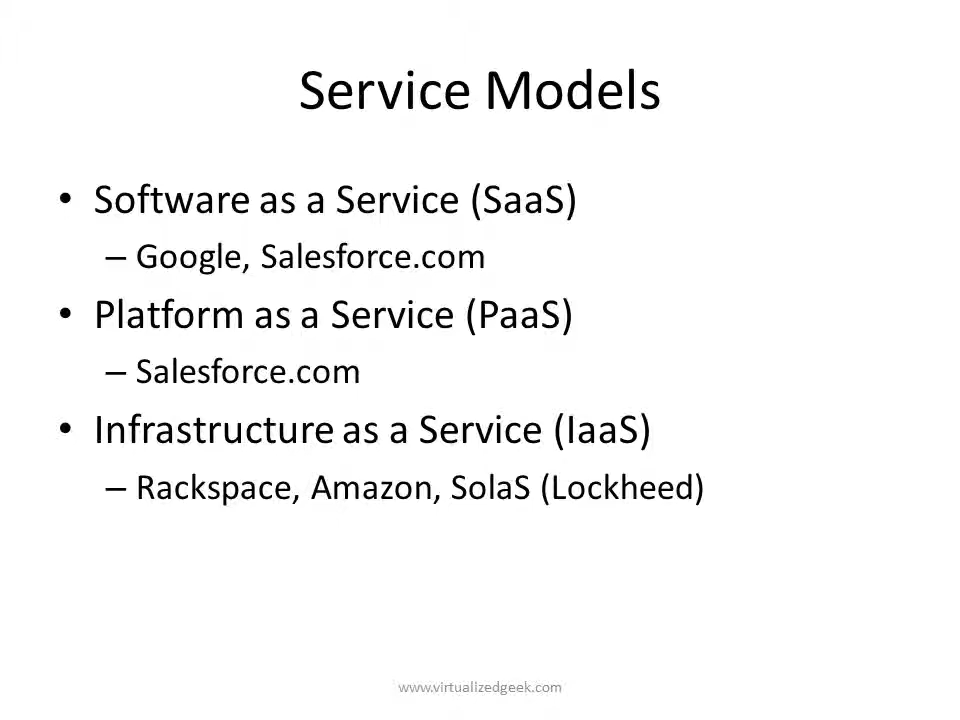 Service Models
• Software as a Service (SaaS)
– Google, Salesforce.com
• Platform as a Service (PaaS)
– Salesforce.com
• Infrastructure as a Service (IaaS)
– Rackspace, Amazon, SolaS (Lockheed)
www.virtualizedgeek.com